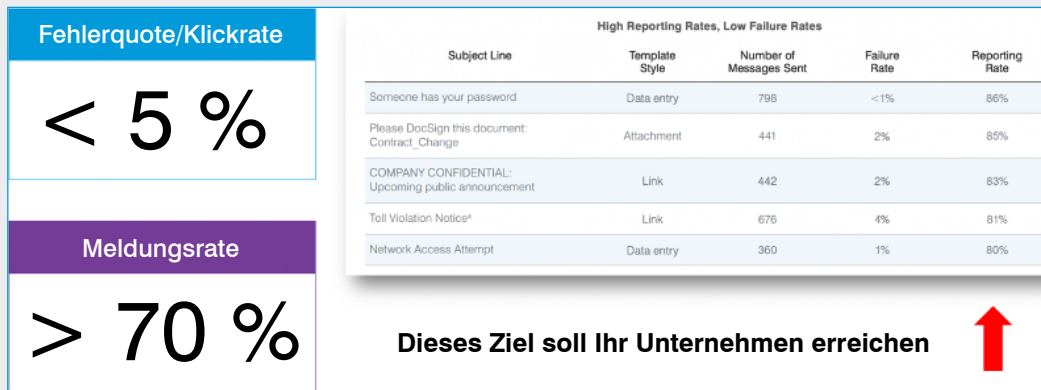 Fehlerquote/Klickrate
< 5 %
Meldungsrate
> 70 %
High Reporting Rates, Low Failure Rates
Subject Line Template Style Number of Messages Sent Failure Rate Reporting Rate
Someone has your password Data entry 798 <1% 86%
Please DocSign this document: Contract_Change Attachment 441 2% 85%
COMPANY CONFIDENTIAL: Upcoming public announcement Link 442 2% 83%
Toll Violation Notice⁴ Link 676 4% 81%
Network Access Attempt Data entry 360 1% 80%
Dieses Ziel soll Ihr Unternehmen erreichen